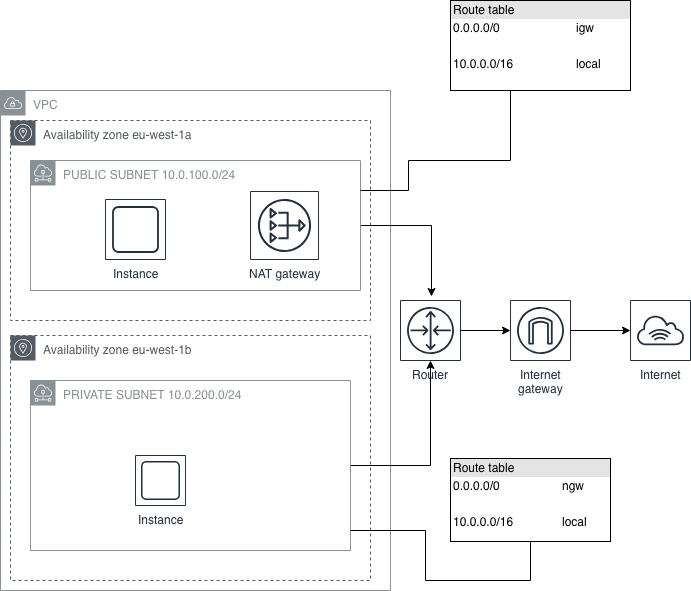 Route table
0.0.0.0/0 igw
10.0.0.0/16 local
VPC
Availability zone eu-west-1a
PUBLIC SUBNET 10.0.100.0/24
Instance
NAT gateway
Availability zone eu-west-1b
PRIVATE SUBNET 10.0.200.0/24
Instance
Router
Internet
gateway
Internet
Route table
0.0.0.0/0 ngw
10.0.0.0/16 local